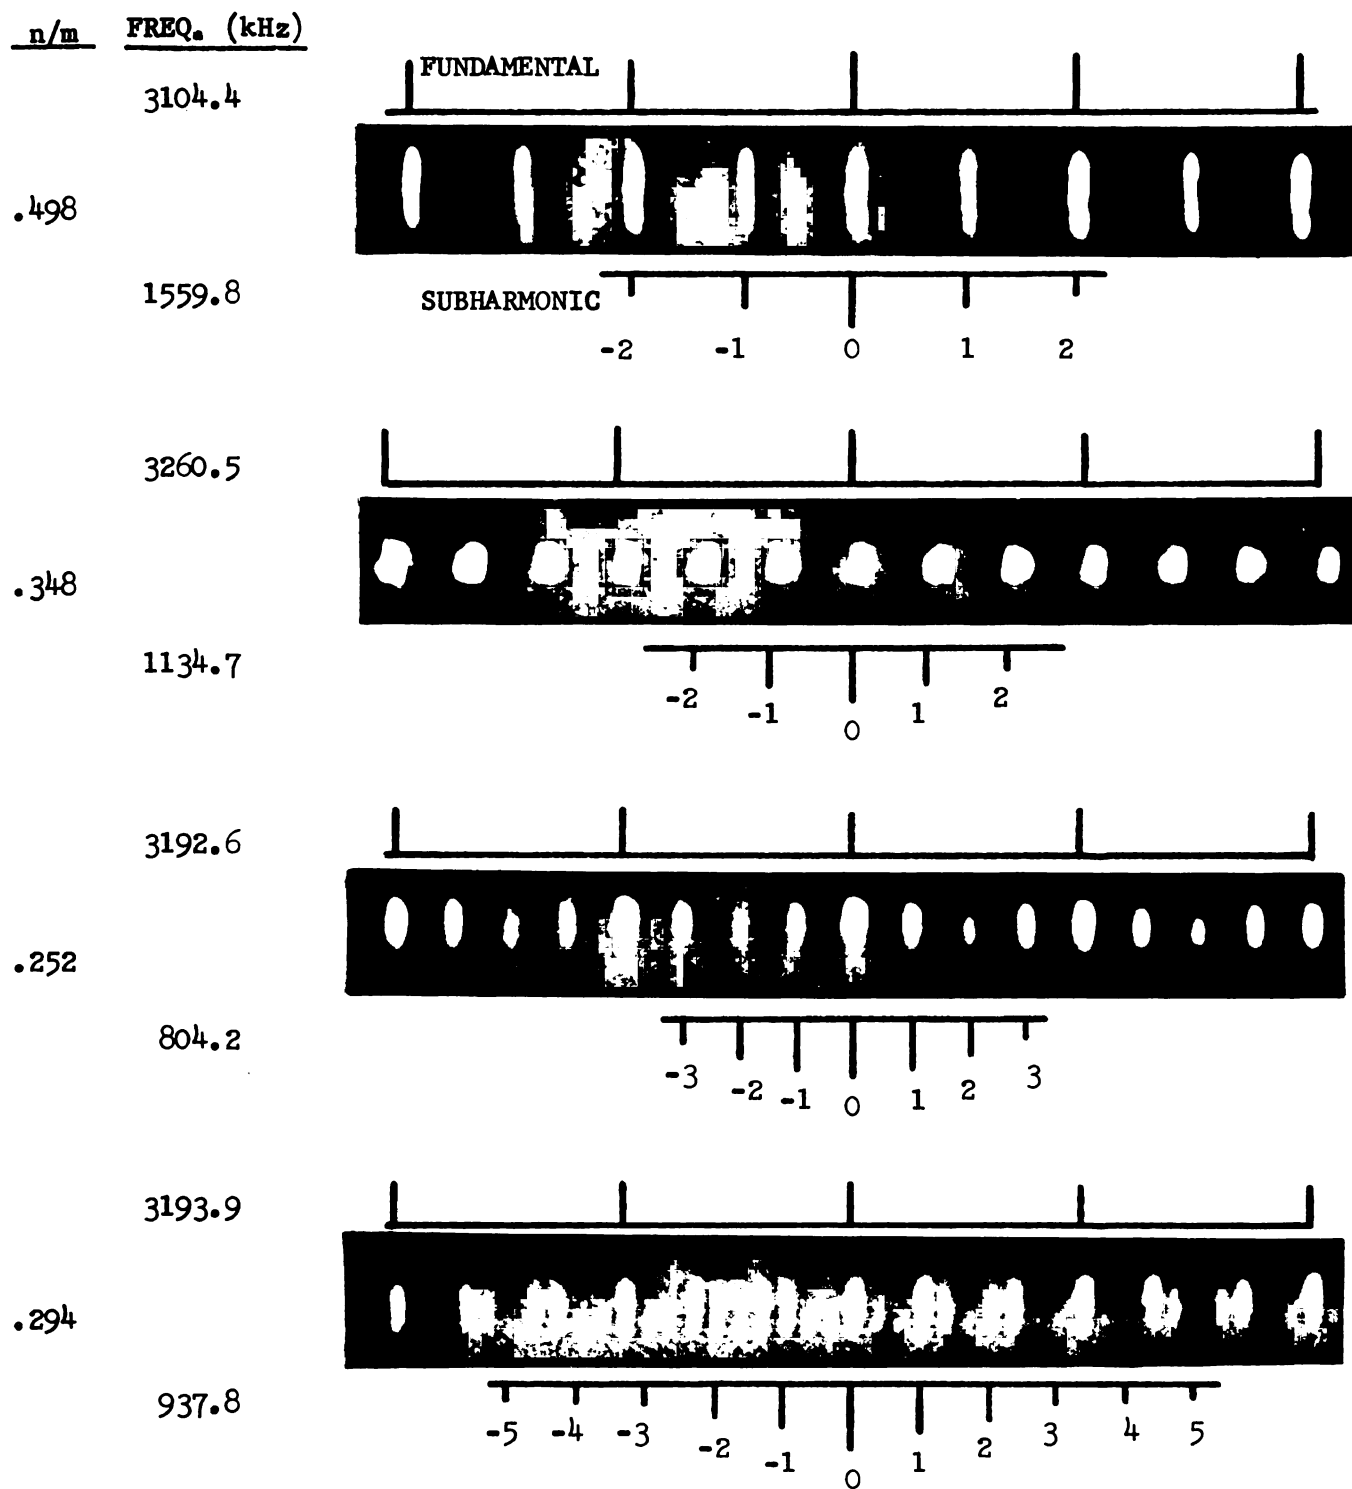 n/m FREQ. (kHz)
3104.4 FUNDAMENTAL
.498
1559.8 SUBHARMONIC
-2 -1 0 1 2
3260.5
.348
1134.7
-2 -1 0 1 2
3192.6
.252
804.2
-3 -2 -1 0 1 2 3
3193.9
.294
937.8
-5 -4 -3 -2 -1 0 1 2 3 4 5